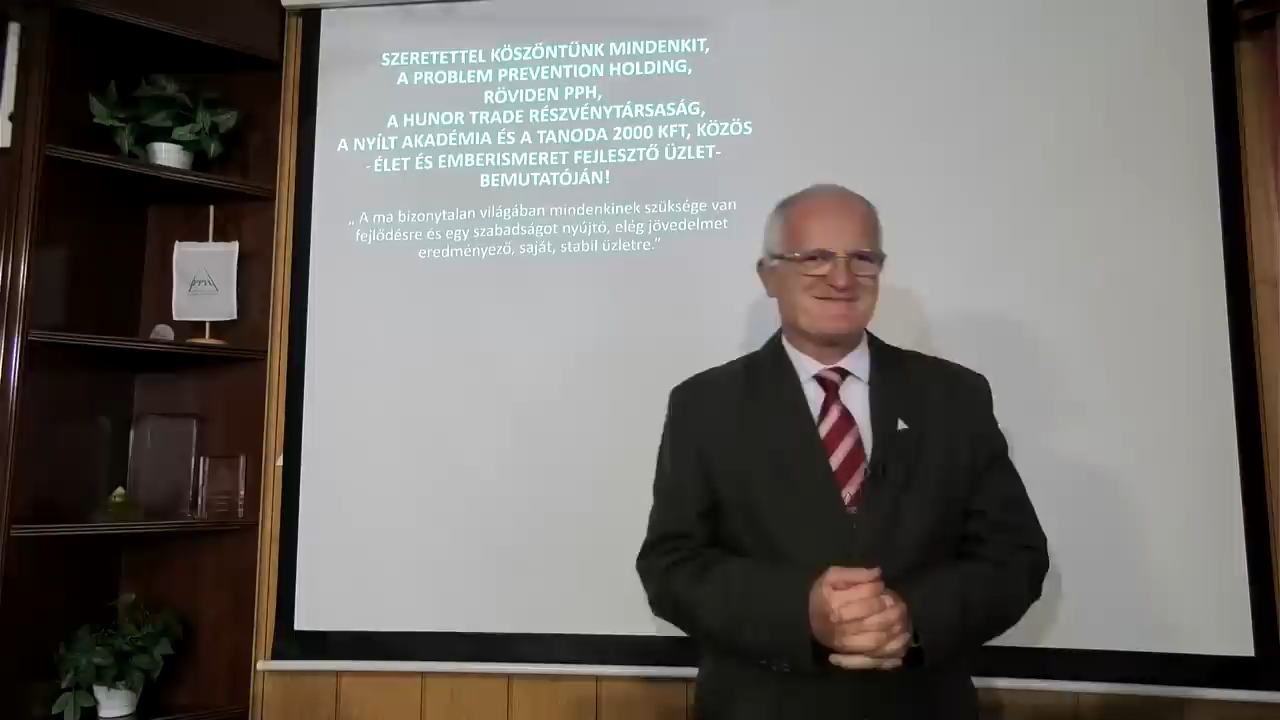 SZERETETTEL KÖSZÖNTÜNK MINDENKIT,
A PROBLEM PREVENTION HOLDING,
RÖVIDEN PPH,
A HUNOR TRADE RÉSZVÉNYTÁRSASÁG,
A NYÍLT AKADÉMIA ÉS A TANODA 2000 KFT, KÖZÖS
- ÉLET ÉS EMBERISMERET FEJLESZTŐ ÜZLET-
BEMUTATÓJÁN!
„ A ma bizonytalan világában mindenkinek szüksége van
fejlődésre és egy szabadságot nyújtó, elég jövedelmet
eredményező, saját, stabil üzletre.”
PPH